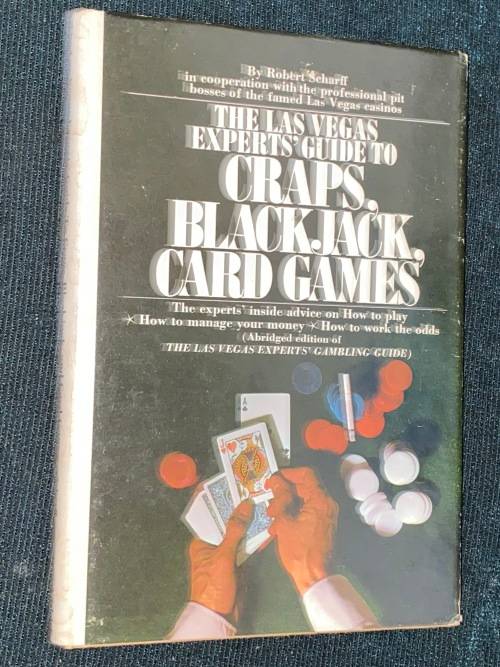 By Robert Scharff
in cooperation with the professional pit
bosses of the famed Las Vegas casinos
THE LAS VEGAS
EXPERTS' GUIDE TO
CRAPS,
BLACKJACK,
CARD GAMES
The experts' inside advice on How to play
How to manage your money How to work the odds
(Abridged edition of
THE LAS VEGAS EXPERTS' GAMBLING GUIDE)
A
J